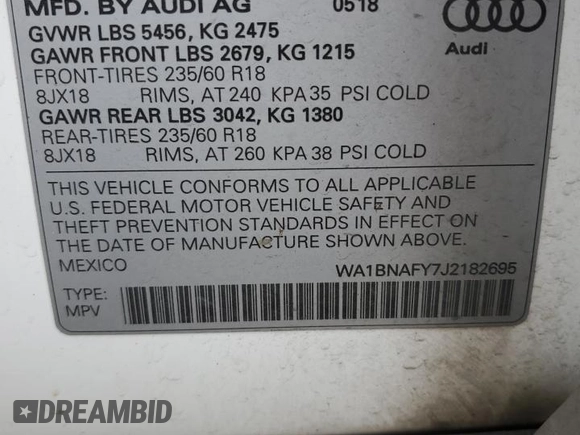 MFD. BY AUDI AG 0518
GVWR LBS 5456, KG 2475
GAWR FRONT LBS 2679, KG 1215
FRONT-TIRES 235/60 R18
8JX18 RIMS, AT 240 KPA 35 PSI COLD
GAWR REAR LBS 3042, KG 1380
REAR-TIRES 235/60 R18
8JX18 RIMS, AT 260 KPA 38 PSI COLD
Audi
THIS VEHICLE CONFORMS TO ALL APPLICABLE
U.S. FEDERAL MOTOR VEHICLE SAFETY AND
THEFT PREVENTION STANDARDS IN EFFECT ON
THE DATE OF MANUFACTURE SHOWN ABOVE.
MEXICO WA1BNAFY7J2182695
TYPE:
MPV
DREAMBID